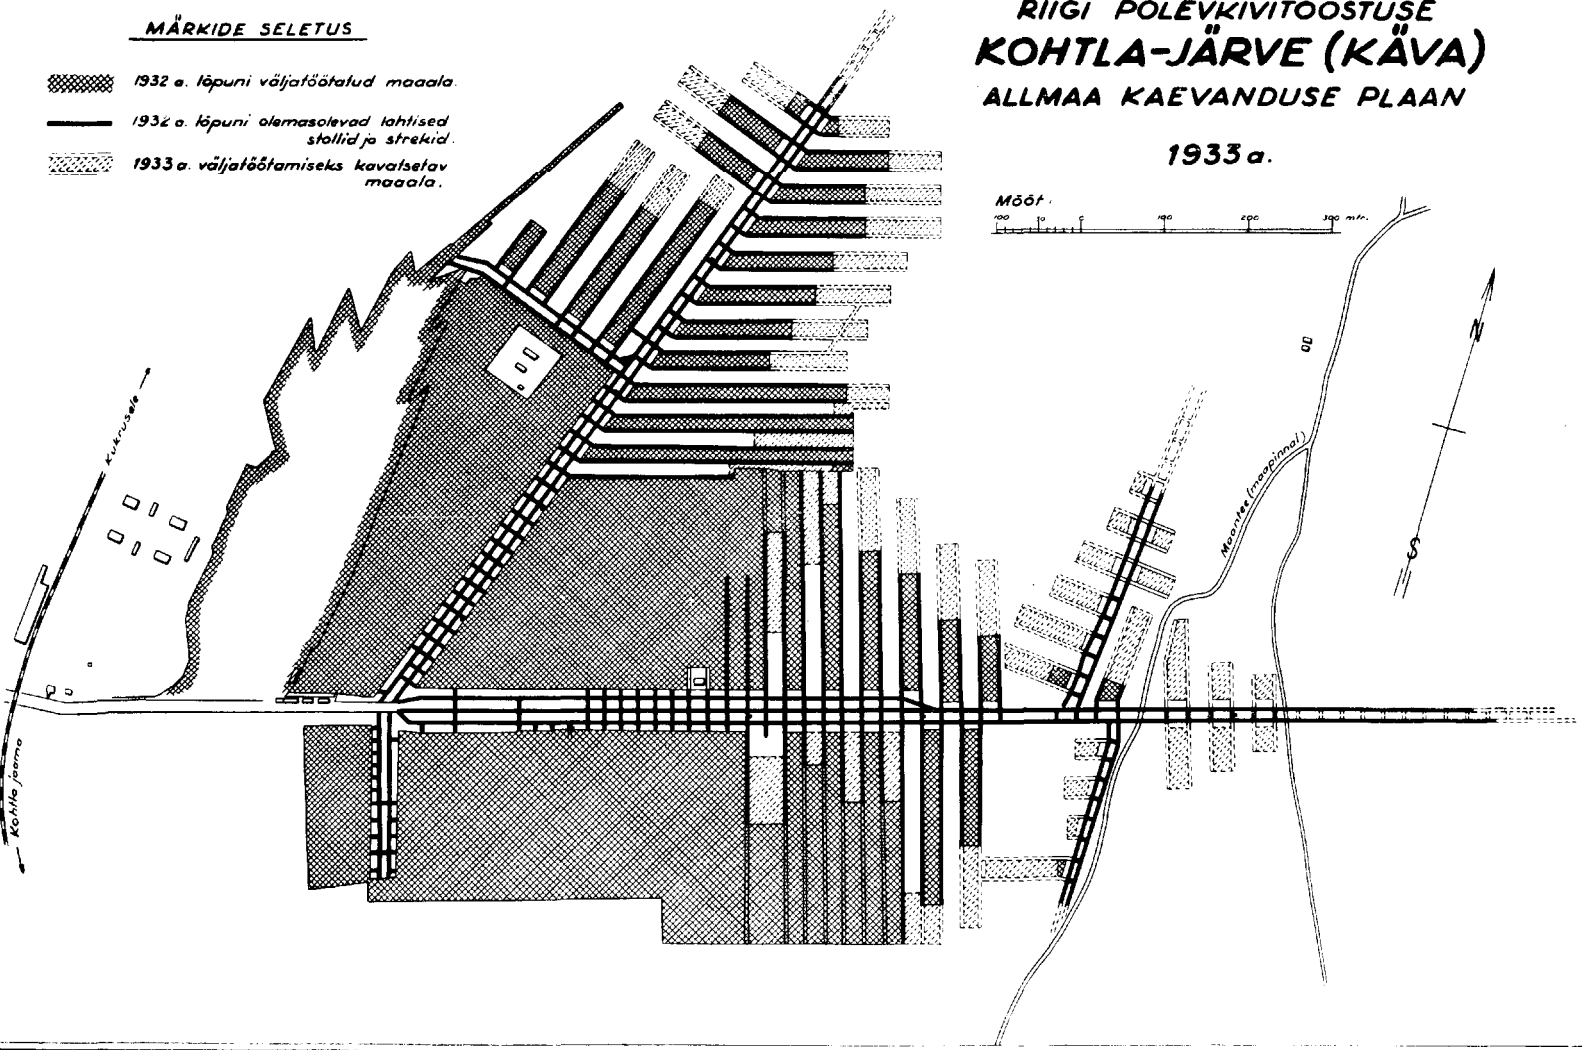 MÄRKIDE SELETUS
1932 a. lõpuni väljatöötatud maaala.
1932 a. lõpuni olemasolevad lahtised
stollid ja strekid.
1933 a. väljatöötamiseks kavatsetav
maaala.
RIIGI PÕLEVKIVITÖÖSTUSE
KOHTLA-JÄRVE (KÄVA)
ALLMAA KAEVANDUSE PLAAN
1933 a.
Mõõt:
100 0 100 200 300 mtr.
N
S
Kukrusele
Kohtla jaama
Maantee (maapinnal)